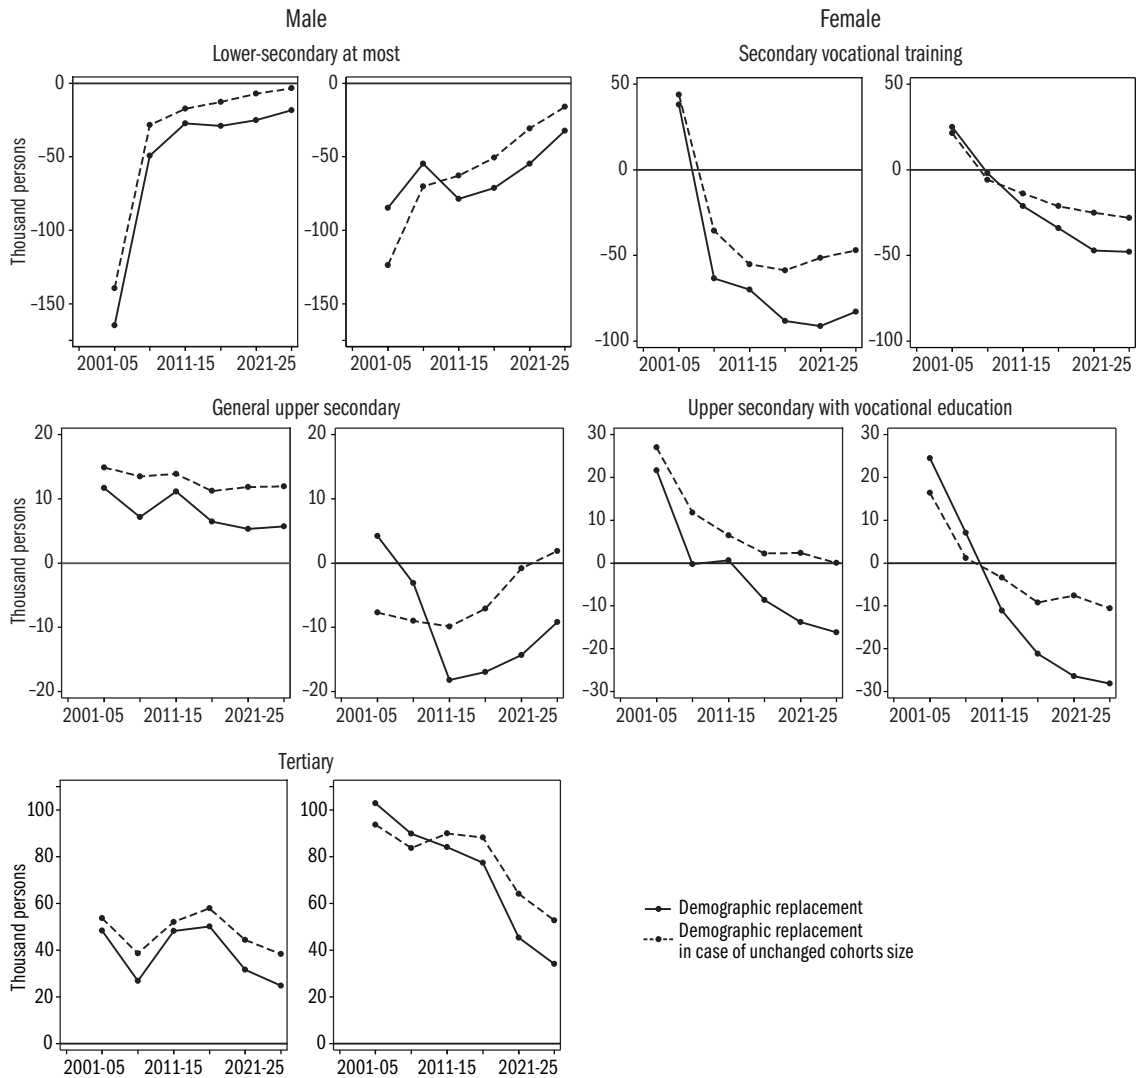 Male
Female
Lower-secondary at most
Secondary vocational training
Thousand persons
0
−50
−100
−150
0
−50
−100
−150
50
0
−50
−100
50
0
−50
−100
2001-05 2011-15 2021-25
2001-05 2011-15 2021-25
2001-05 2011-15 2021-25
2001-05 2011-15 2021-25
General upper secondary
Upper secondary with vocational education
Thousand persons
20
10
0
−10
−20
20
10
0
−10
−20
30
20
10
0
−10
−20
−30
30
20
10
0
−10
−20
−30
2001-05 2011-15 2021-25
2001-05 2011-15 2021-25
2001-05 2011-15 2021-25
2001-05 2011-15 2021-25
Tertiary
Thousand persons
100
80
60
40
20
0
100
80
60
40
20
0
2001-05 2011-15 2021-25
2001-05 2011-15 2021-25
Demographic replacement
Demographic replacement
in case of unchanged cohorts size